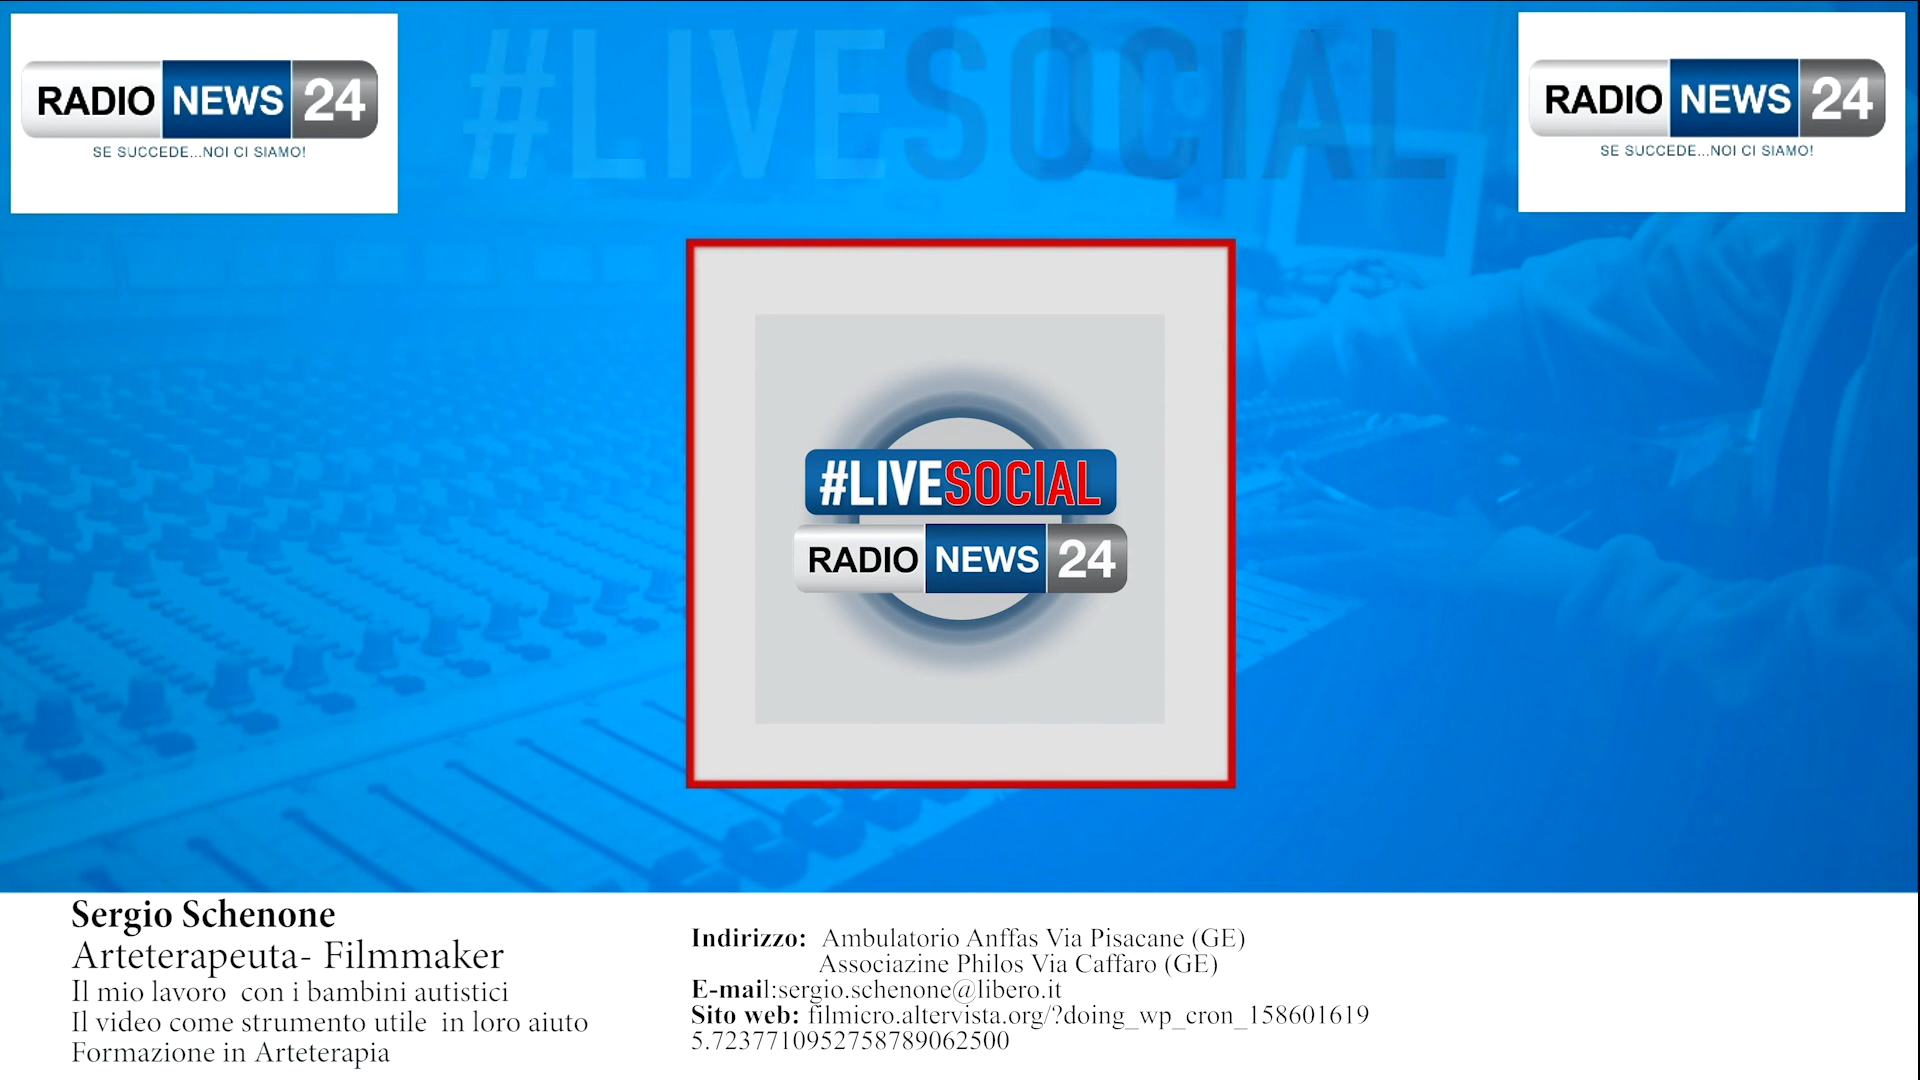 #LIVESOCIAL
RADIO NEWS 24
SE SUCCEDE...NOI CI SIAMO!
RADIO NEWS 24
SE SUCCEDE...NOI CI SIAMO!
#LIVESOCIAL
RADIO NEWS 24
Sergio Schenone
Arteterapeuta- Filmmaker
Il mio lavoro con i bambini autistici
Il video come strumento utile in loro aiuto
Formazione in Arteterapia
Indirizzo: Ambulatorio Anffas Via Pisacane (GE)
Associazine Philos Via Caffaro (GE)
E-mail:sergio.schenone@libero.it
Sito web: filmicro.altervista.org/?doing_wp_cron_158601619
5.7237710952758789062500